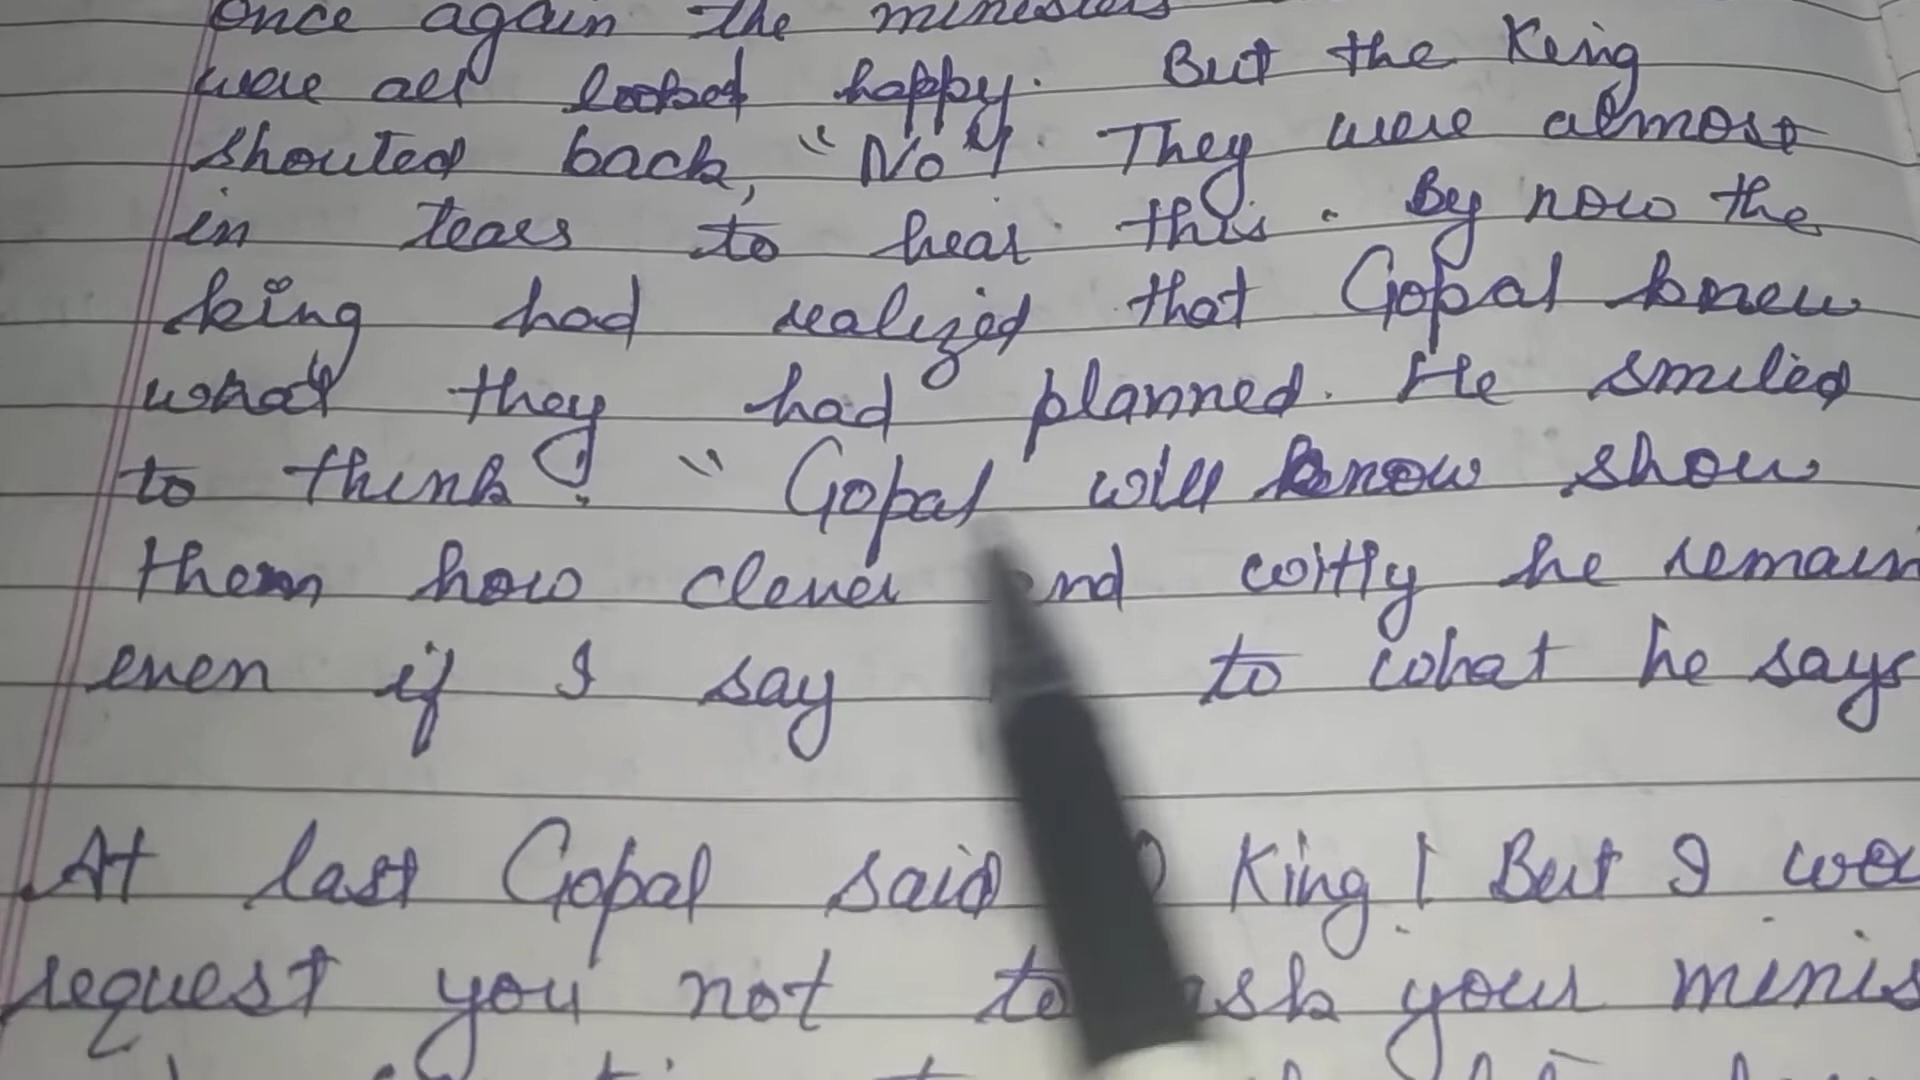 Once again the ministers
were all looked happy. But the King
shouted back, "No". They were almost
in tears to hear this. By now the
king had realized that Gopal knew
what they had planned. He smiled
to think, "Gopal will know show
them how clever and witty he remain
even if I say to what he says
At last Gopal said O King! But I wou
request you not to ask your minis